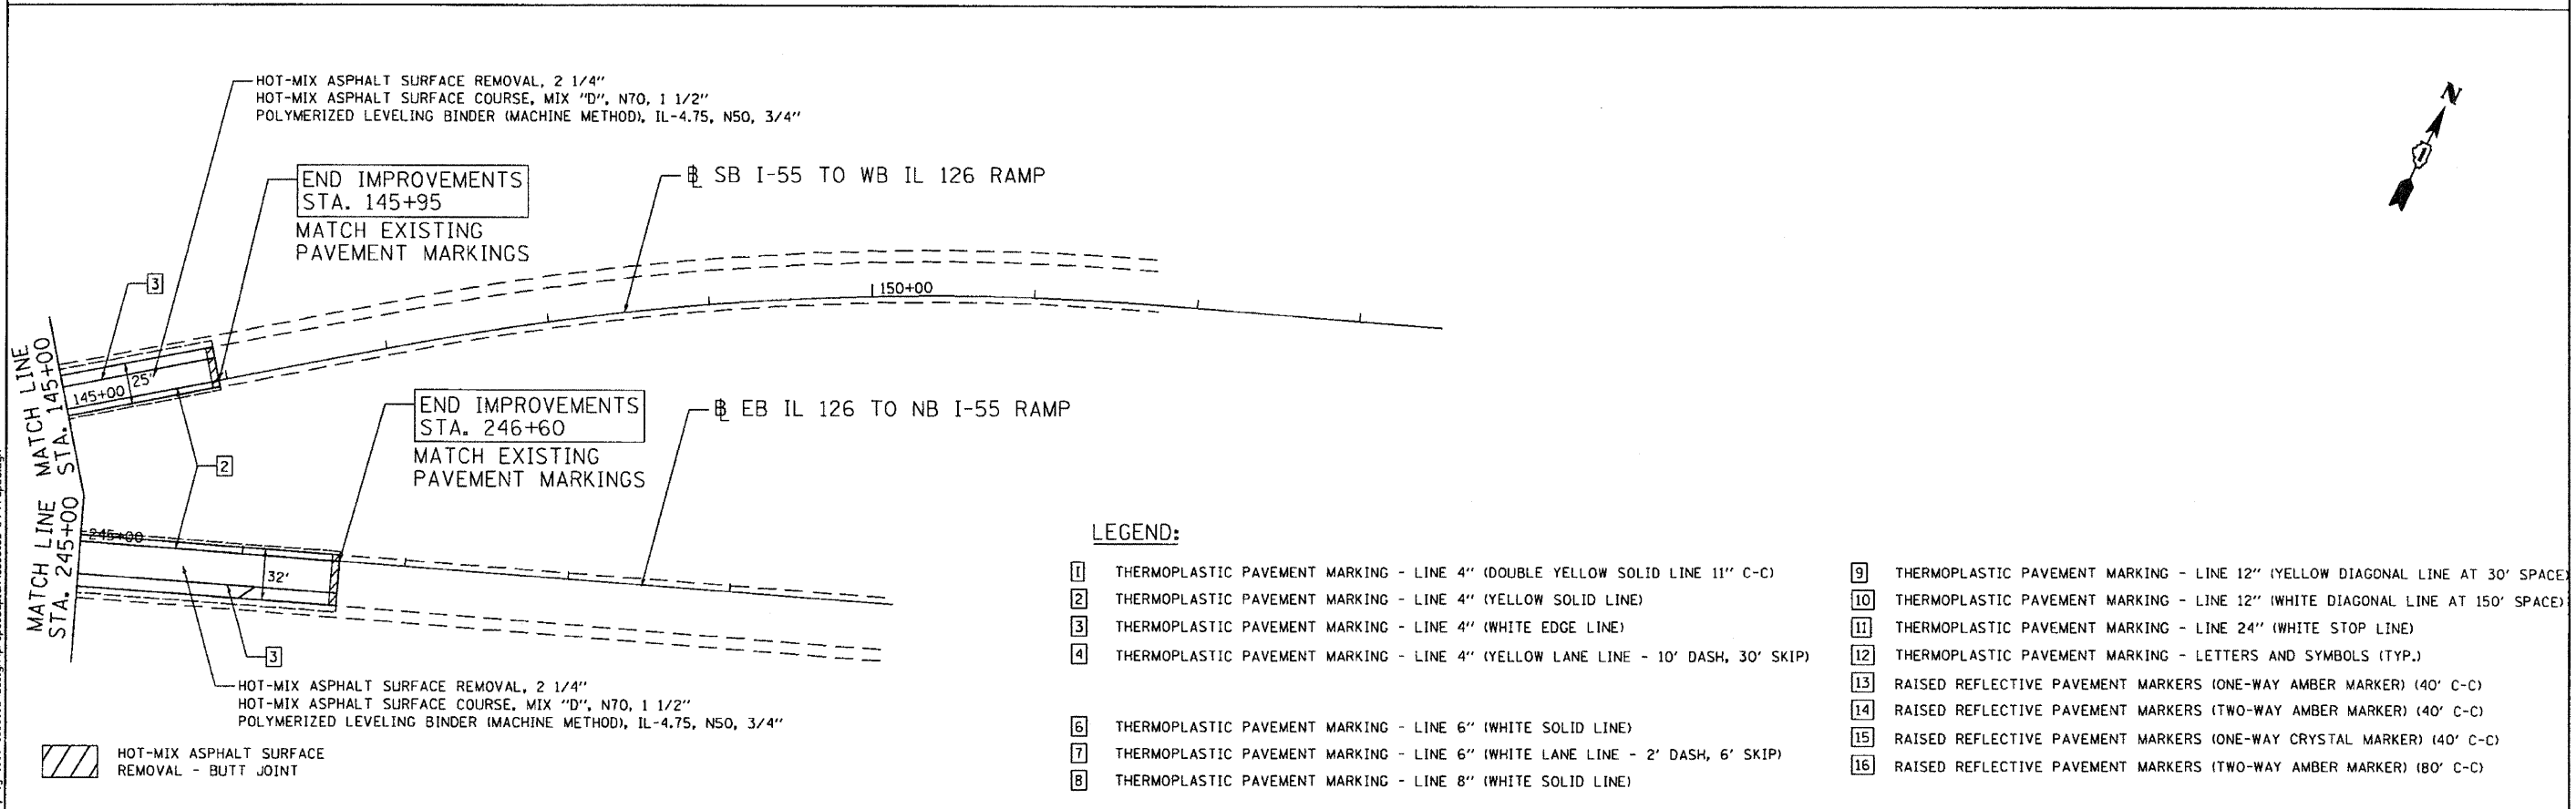 HOT-MIX ASPHALT SURFACE REMOVAL, 2 1/4"
HOT-MIX ASPHALT SURFACE COURSE, MIX "D", N70, 1 1/2"
POLYMERIZED LEVELING BINDER (MACHINE METHOD), IL-4.75, N50, 3/4"
N
END IMPROVEMENTS
STA. 145+95
MATCH EXISTING
PAVEMENT MARKINGS
SB I-55 TO WB IL 126 RAMP
3
150+00
MATCH LINE
STA. 145+00
145+00
25'
END IMPROVEMENTS
STA. 246+60
MATCH EXISTING
PAVEMENT MARKINGS
EB IL 126 TO NB I-55 RAMP
2
MATCH LINE
STA. 245+00
245+00
32'
3
HOT-MIX ASPHALT SURFACE REMOVAL, 2 1/4"
HOT-MIX ASPHALT SURFACE COURSE, MIX "D", N70, 1 1/2"
POLYMERIZED LEVELING BINDER (MACHINE METHOD), IL-4.75, N50, 3/4"
HOT-MIX ASPHALT SURFACE
REMOVAL - BUTT JOINT
LEGEND:
1 THERMOPLASTIC PAVEMENT MARKING - LINE 4" (DOUBLE YELLOW SOLID LINE 11" C-C)
2 THERMOPLASTIC PAVEMENT MARKING - LINE 4" (YELLOW SOLID LINE)
3 THERMOPLASTIC PAVEMENT MARKING - LINE 4" (WHITE EDGE LINE)
4 THERMOPLASTIC PAVEMENT MARKING - LINE 4" (YELLOW LANE LINE - 10' DASH, 30' SKIP)
6 THERMOPLASTIC PAVEMENT MARKING - LINE 6" (WHITE SOLID LINE)
7 THERMOPLASTIC PAVEMENT MARKING - LINE 6" (WHITE LANE LINE - 2' DASH, 6' SKIP)
8 THERMOPLASTIC PAVEMENT MARKING - LINE 8" (WHITE SOLID LINE)
9 THERMOPLASTIC PAVEMENT MARKING - LINE 12" (YELLOW DIAGONAL LINE AT 30' SPACE)
10 THERMOPLASTIC PAVEMENT MARKING - LINE 12" (WHITE DIAGONAL LINE AT 150' SPACE)
11 THERMOPLASTIC PAVEMENT MARKING - LINE 24" (WHITE STOP LINE)
12 THERMOPLASTIC PAVEMENT MARKING - LETTERS AND SYMBOLS (TYP.)
13 RAISED REFLECTIVE PAVEMENT MARKERS (ONE-WAY AMBER MARKER) (40' C-C)
14 RAISED REFLECTIVE PAVEMENT MARKERS (TWO-WAY AMBER MARKER) (40' C-C)
15 RAISED REFLECTIVE PAVEMENT MARKERS (ONE-WAY CRYSTAL MARKER) (40' C-C)
16 RAISED REFLECTIVE PAVEMENT MARKERS (TWO-WAY AMBER MARKER) (80' C-C)